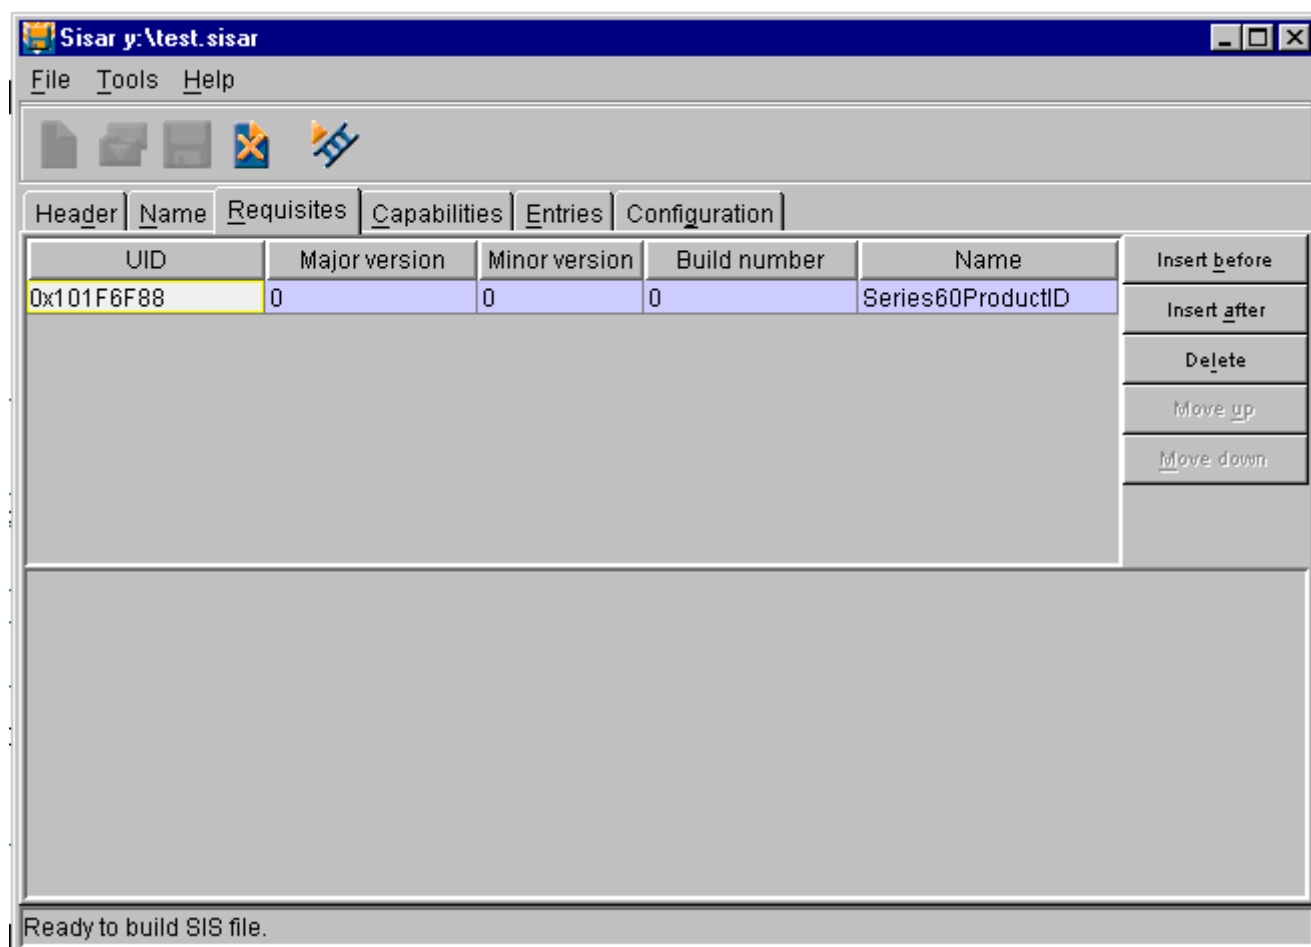 Sisar y:\test.sisar
File Tools Help
Header Name Requisites Capabilities Entries Configuration
UID Major version Minor version Build number Name
0x101F6F88 0 0 0 Series60ProductID
Insert before
Insert after
Delete
Move up
Move down
Ready to build SIS file.